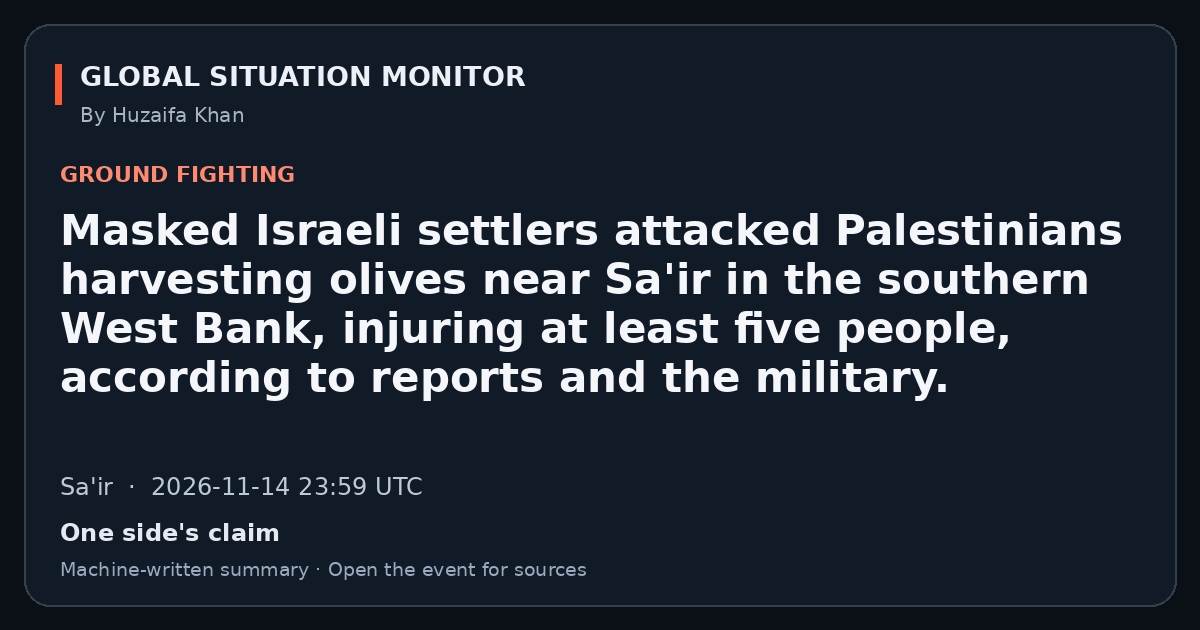 GLOBAL SITUATION MONITOR
By Huzaifa Khan
GROUND FIGHTING
Masked Israeli settlers attacked Palestinians
harvesting olives near Sa'ir in the southern
West Bank, injuring at least five people,
according to reports and the military.
Sa'ir · 2026-11-14 23:59 UTC
One side's claim
Machine-written summary · Open the event for sources